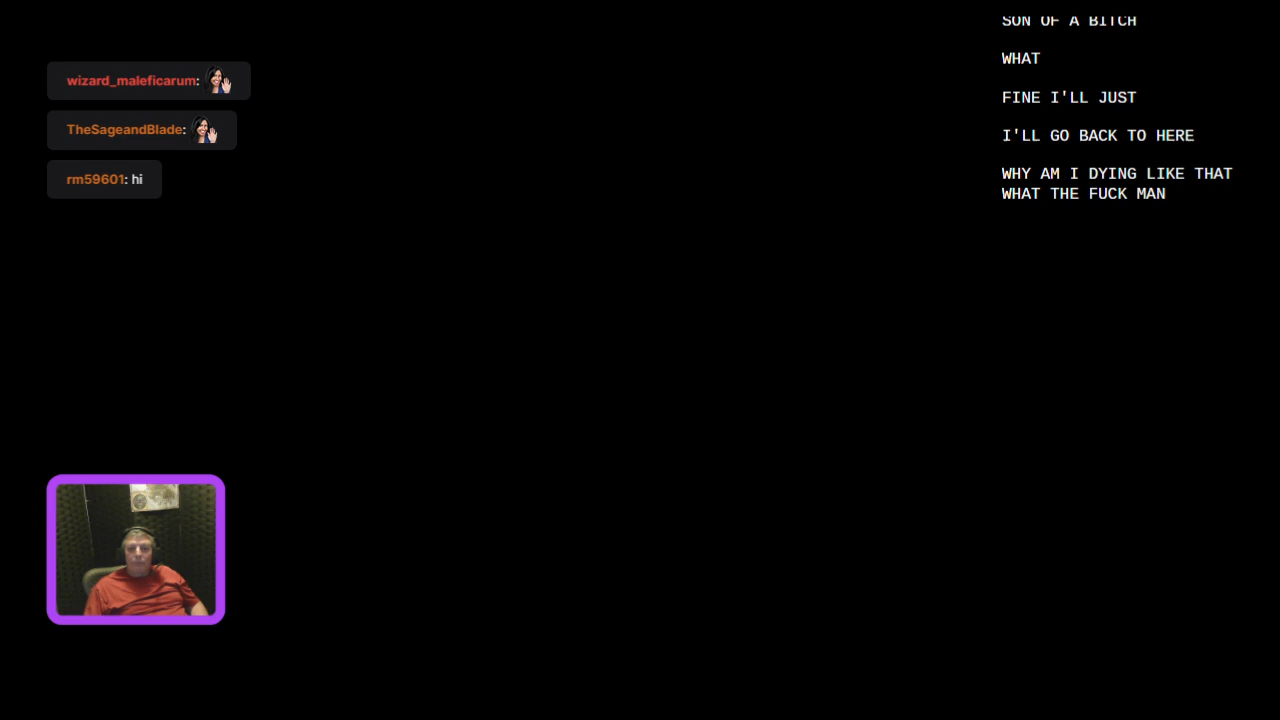 wizard_maleficarum:
TheSageandBlade:
rm59601: hi
SON OF A BITCH
WHAT
FINE I'LL JUST
I'LL GO BACK TO HERE
WHY AM I DYING LIKE THAT
WHAT THE FUCK MAN